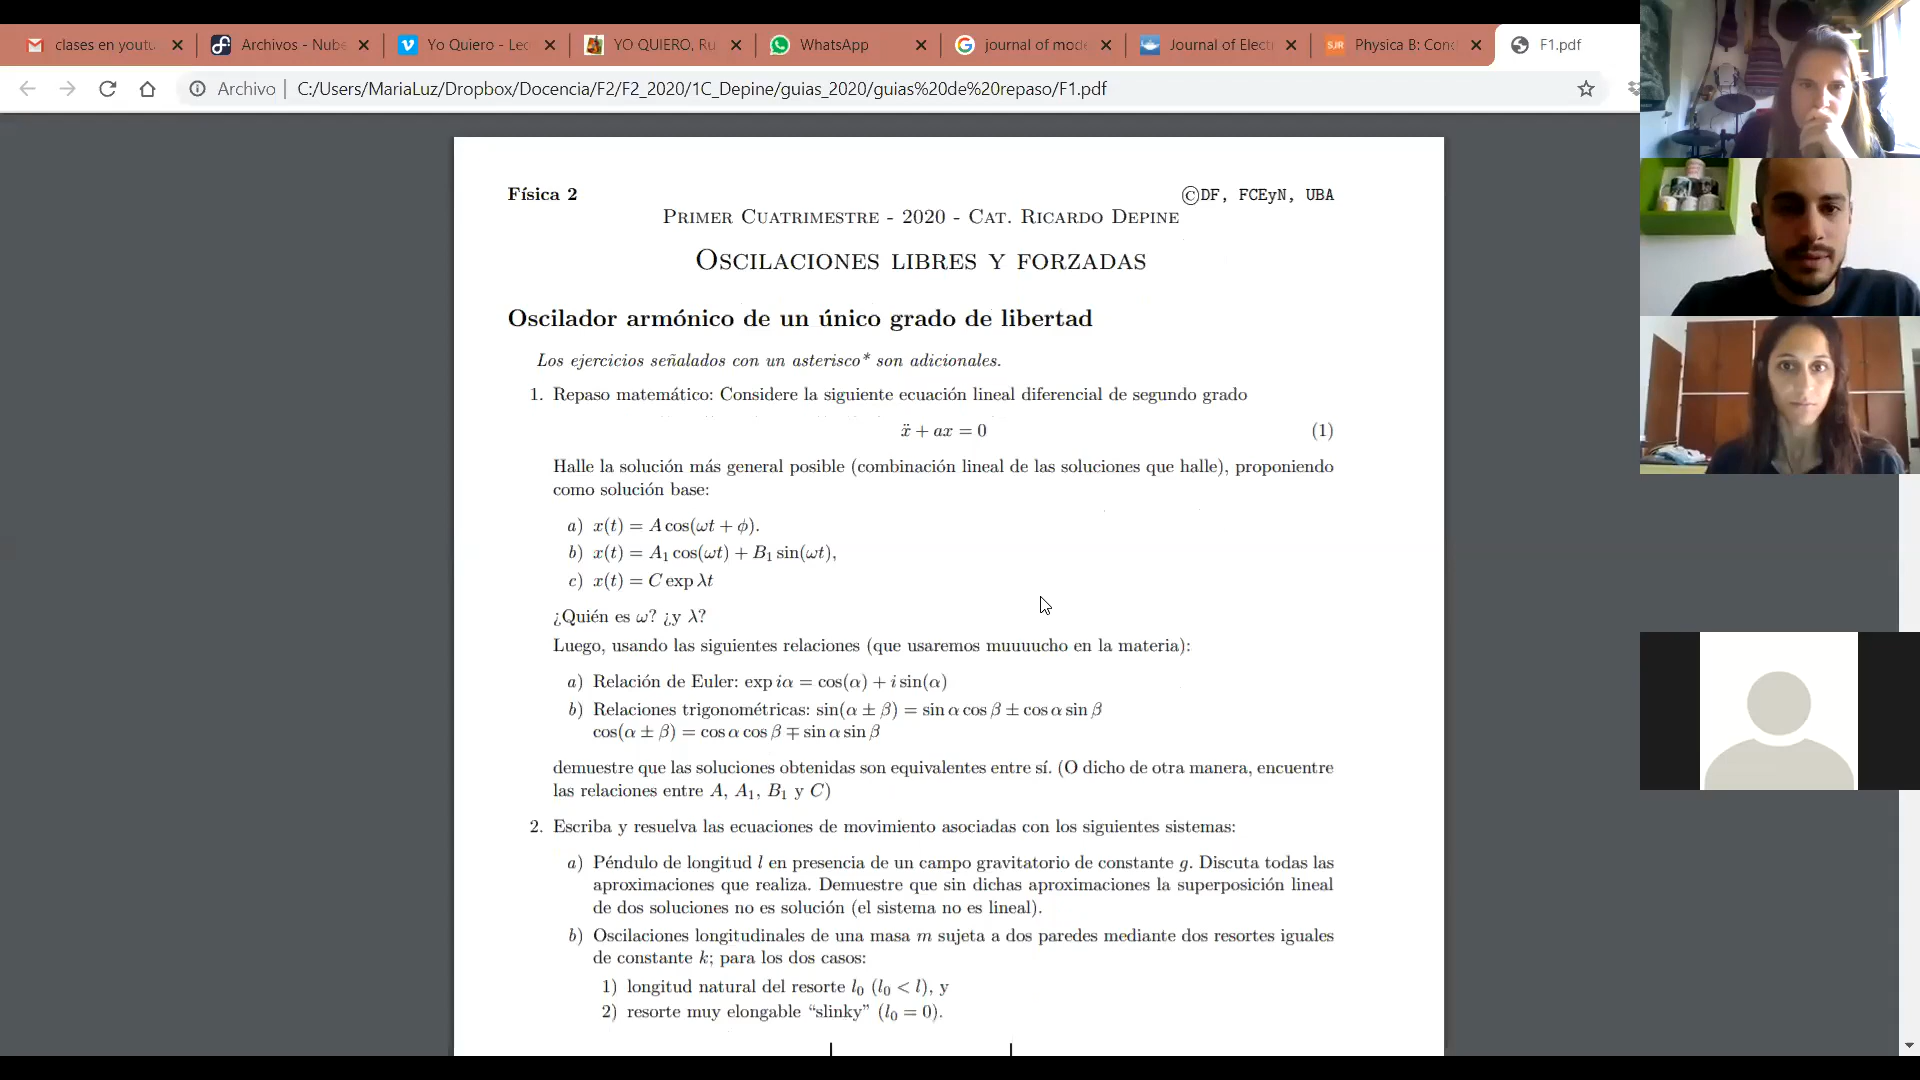 clases en youtu
Archivos - Nube
Yo Quiero - Lec
YO QUIERO, Ru
WhatsApp
journal of mode
Journal of Elect
SJR Physica B: Conc
F1.pdf
Archivo | C:/Users/MariaLuz/Dropbox/Docencia/F2/F2_2020/1C_Depine/guias_2020/guias%20de%20repaso/F1.pdf
Física 2 ©DF, FCEyN, UBA
Primer Cuatrimestre - 2020 - Cat. Ricardo Depine
Oscilaciones libres y forzadas
Oscilador armónico de un único grado de libertad
Los ejercicios señalados con un asterisco* son adicionales.
1. Repaso matemático: Considere la siguiente ecuación lineal diferencial de segundo grado
ẍ + ax = 0 (1)
Halle la solución más general posible (combinación lineal de las soluciones que halle), proponiendo
como solución base:
a) x(t) = A cos(ωt + ϕ).
b) x(t) = A₁ cos(ωt) + B₁ sin(ωt),
c) x(t) = C exp λt
¿Quién es ω? ¿y λ?
Luego, usando las siguientes relaciones (que usaremos muuuucho en la materia):
a) Relación de Euler: exp iα = cos(α) + i sin(α)
b) Relaciones trigonométricas: sin(α ± β) = sin α cos β ± cos α sin β
cos(α ± β) = cos α cos β ∓ sin α sin β
demuestre que las soluciones obtenidas son equivalentes entre sí. (O dicho de otra manera, encuentre
las relaciones entre A, A₁, B₁ y C)
2. Escriba y resuelva las ecuaciones de movimiento asociadas con los siguientes sistemas:
a) Péndulo de longitud l en presencia de un campo gravitatorio de constante g. Discuta todas las
aproximaciones que realiza. Demuestre que sin dichas aproximaciones la superposición lineal
de dos soluciones no es solución (el sistema no es lineal).
b) Oscilaciones longitudinales de una masa m sujeta a dos paredes mediante dos resortes iguales
de constante k; para los dos casos:
1) longitud natural del resorte l₀ (l₀ < l), y
2) resorte muy elongable “slinky” (l₀ = 0).